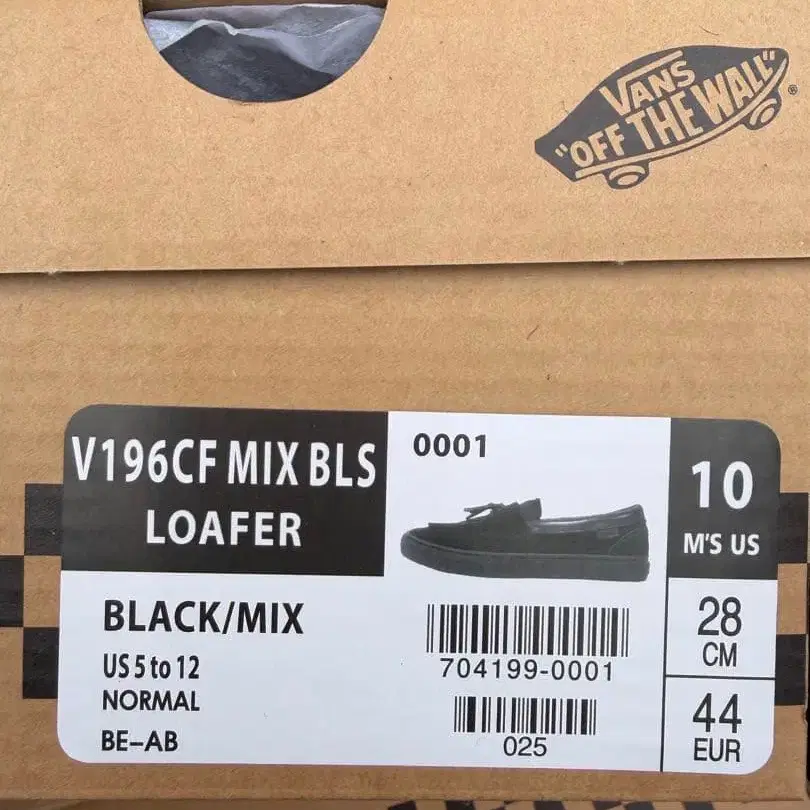 VANS
"OFF THE WALL"
®
V196CF MIX BLS
LOAFER
0001
10
M'S US
BLACK/MIX
US 5 to 12
NORMAL
BE-AB
704199-0001
025
28
CM
44
EUR